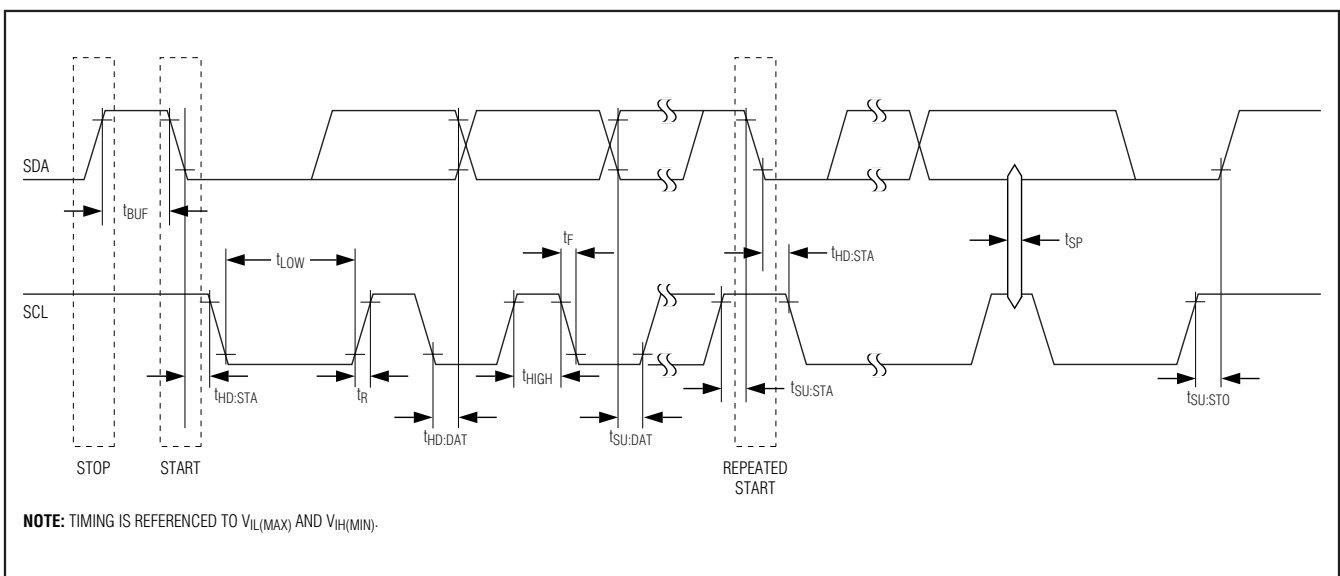 SDA
tBUF
tF
tSP
tLOW
tHD:STA
SCL
tHD:STA
tR
tHIGH
tSU:STA
tSU:STO
tHD:DAT
tSU:DAT
STOP
START
REPEATED
START
NOTE: TIMING IS REFERENCED TO VIL(MAX) AND VIH(MIN).